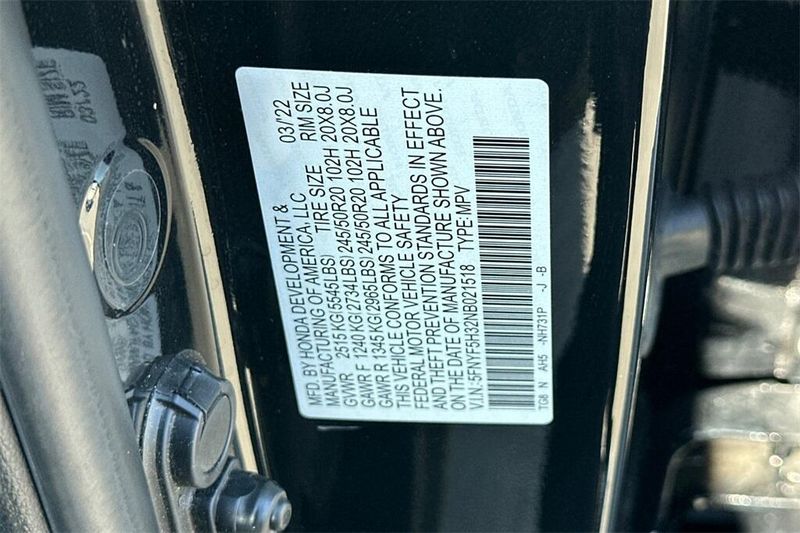 MFD. BY HONDA DEVELOPMENT &
MANUFACTURING OF AMERICA, LLC 03/'22
GVWR 2515 KG(5545LBS) TIRE SIZE RIM SIZE
GAWR F 1240 KG(2734LBS) 245/50R20 102H 20X8.0J
GAWR R 1345 KG(2965LBS) 245/50R20 102H 20X8.0J
THIS VEHICLE CONFORMS TO ALL APPLICABLE
FEDERAL MOTOR VEHICLE SAFETY
AND THEFT PREVENTION STANDARDS IN EFFECT
ON THE DATE OF MANUFACTURE SHOWN ABOVE.
V.I.N.:5FNYF5H32NB021518 TYPE:MPV
TG8 N AH5 -NH731P -J -B